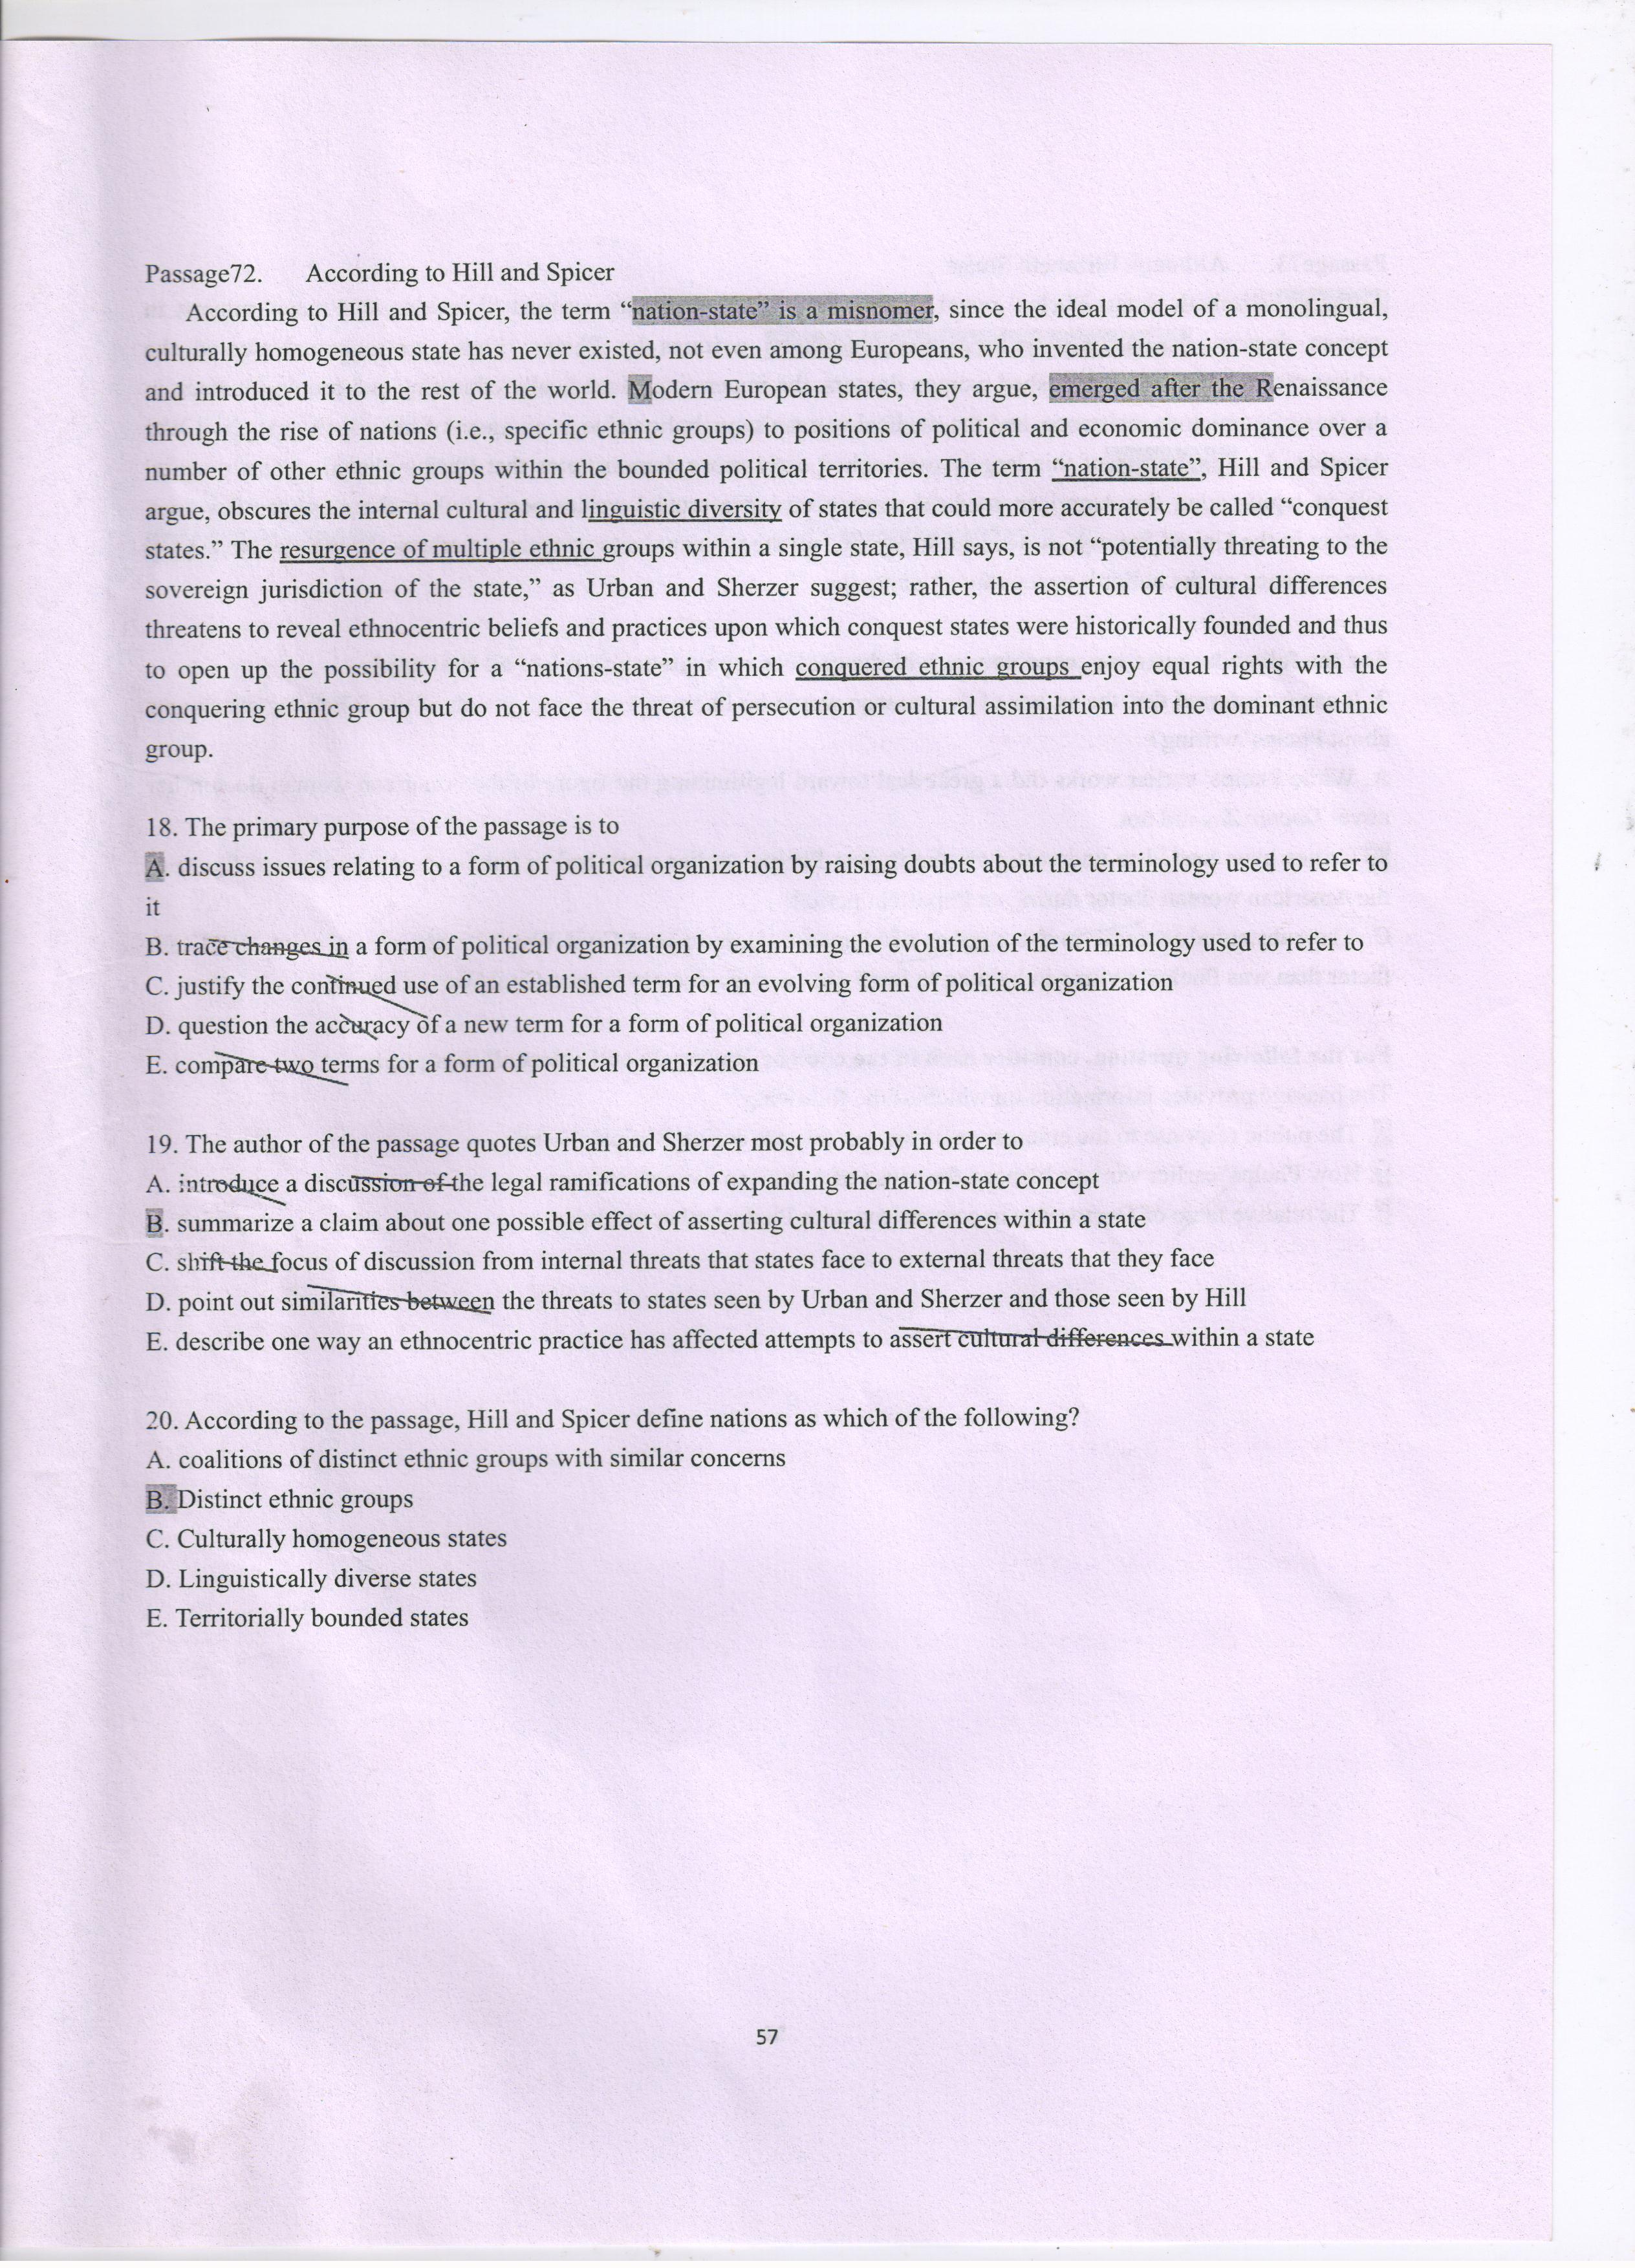 Passage72. According to Hill and Spicer
According to Hill and Spicer, the term “nation-state” is a misnomer, since the ideal model of a monolingual,
culturally homogeneous state has never existed, not even among Europeans, who invented the nation-state concept
and introduced it to the rest of the world. Modern European states, they argue, emerged after the Renaissance
through the rise of nations (i.e., specific ethnic groups) to positions of political and economic dominance over a
number of other ethnic groups within the bounded political territories. The term “nation-state”, Hill and Spicer
argue, obscures the internal cultural and linguistic diversity of states that could more accurately be called “conquest
states.” The resurgence of multiple ethnic groups within a single state, Hill says, is not “potentially threating to the
sovereign jurisdiction of the state,” as Urban and Sherzer suggest; rather, the assertion of cultural differences
threatens to reveal ethnocentric beliefs and practices upon which conquest states were historically founded and thus
to open up the possibility for a “nations-state” in which conquered ethnic groups enjoy equal rights with the
conquering ethnic group but do not face the threat of persecution or cultural assimilation into the dominant ethnic
group.
18. The primary purpose of the passage is to
A. discuss issues relating to a form of political organization by raising doubts about the terminology used to refer to
it
B. trace changes in a form of political organization by examining the evolution of the terminology used to refer to
C. justify the continued use of an established term for an evolving form of political organization
D. question the accuracy of a new term for a form of political organization
E. compare two terms for a form of political organization
19. The author of the passage quotes Urban and Sherzer most probably in order to
A. introduce a discussion of the legal ramifications of expanding the nation-state concept
B. summarize a claim about one possible effect of asserting cultural differences within a state
C. shift the focus of discussion from internal threats that states face to external threats that they face
D. point out similarities between the threats to states seen by Urban and Sherzer and those seen by Hill
E. describe one way an ethnocentric practice has affected attempts to assert cultural differences within a state
20. According to the passage, Hill and Spicer define nations as which of the following?
A. coalitions of distinct ethnic groups with similar concerns
B. Distinct ethnic groups
C. Culturally homogeneous states
D. Linguistically diverse states
E. Territorially bounded states
57